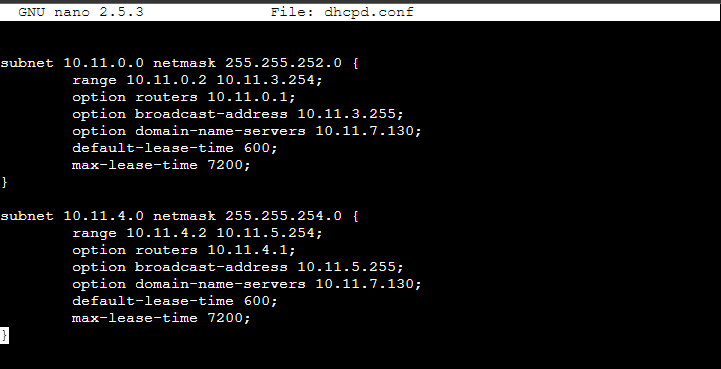 GNU nano 2.5.3 File: dhcpd.conf
subnet 10.11.0.0 netmask 255.255.252.0 {
range 10.11.0.2 10.11.3.254;
option routers 10.11.0.1;
option broadcast-address 10.11.3.255;
option domain-name-servers 10.11.7.130;
default-lease-time 600;
max-lease-time 7200;
}
subnet 10.11.4.0 netmask 255.255.254.0 {
range 10.11.4.2 10.11.5.254;
option routers 10.11.4.1;
option broadcast-address 10.11.5.255;
option domain-name-servers 10.11.7.130;
default-lease-time 600;
max-lease-time 7200;
}